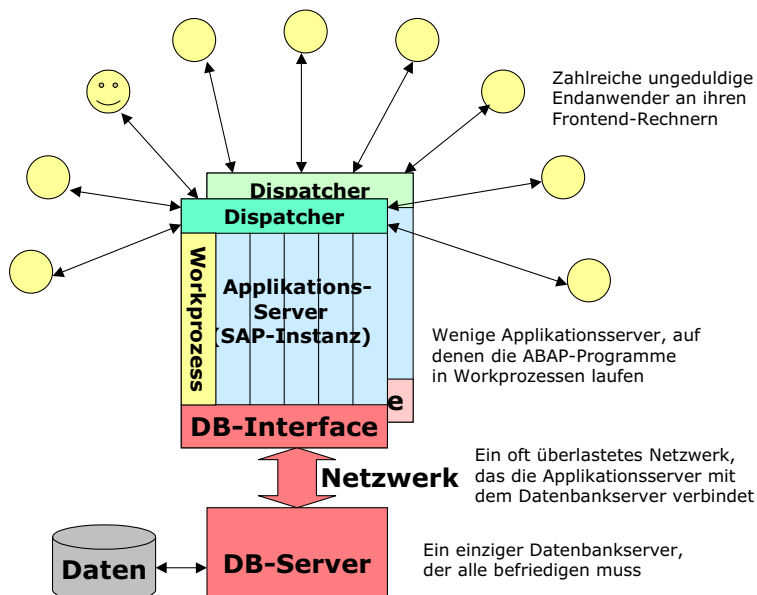 Zahlreiche ungeduldige
Endanwender an ihren
Frontend-Rechnern
Dispatcher
Dispatcher
Workprozess
Applikations-
Server
(SAP-Instanz)
Wenige Applikationsserver, auf
denen die ABAP-Programme
in Workprozessen laufen
e
DB-Interface
Ein oft überlastetes Netzwerk,
das die Applikationsserver mit
dem Datenbankserver verbindet
Netzwerk
Ein einziger Datenbankserver,
der alle befriedigen muss
DB-Server
Daten